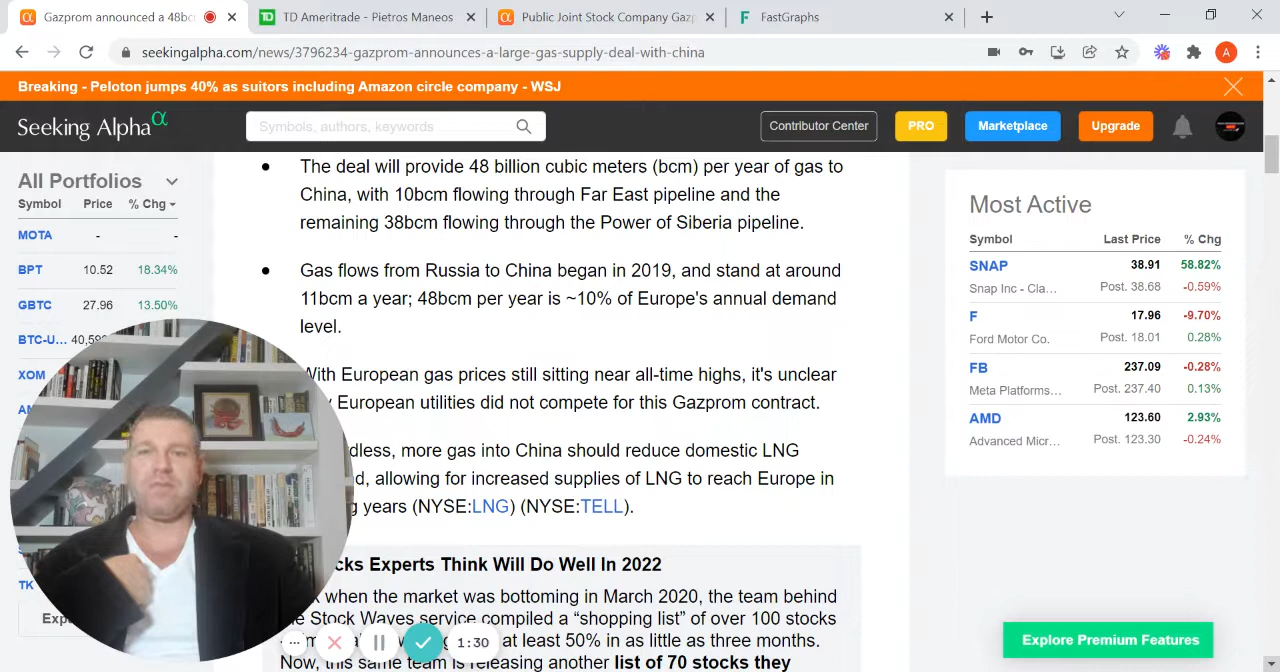 Gazprom announced a 48bc
TD Ameritrade - Pietros Maneos
Public Joint Stock Company Gazp
FastGraphs
seekingalpha.com/news/3796234-gazprom-announces-a-large-gas-supply-deal-with-china
A
Breaking - Peloton jumps 40% as suitors including Amazon circle company - WSJ
Seeking Alpha α
Symbols, authors, keywords
Contributor Center
PRO
Marketplace
Upgrade
All Portfolios
Symbol Price % Chg
MOTA - -
BPT 10.52 18.34%
GBTC 27.96 13.50%
BTC-U...
XOM
TK
The deal will provide 48 billion cubic meters (bcm) per year of gas to
China, with 10bcm flowing through Far East pipeline and the
remaining 38bcm flowing through the Power of Siberia pipeline.
Gas flows from Russia to China began in 2019, and stand at around
11bcm a year; 48bcm per year is ~10% of Europe's annual demand
level.
With European gas prices still sitting near all-time highs, it's unclear
European utilities did not compete for this Gazprom contract.
dless, more gas into China should reduce domestic LNG
d, allowing for increased supplies of LNG to reach Europe in
g years (NYSE:LNG) (NYSE:TELL).
cks Experts Think Will Do Well In 2022
when the market was bottoming in March 2020, the team behind
Stock Waves service compiled a “shopping list” of over 100 stocks
at least 50% in as little as three months.
Now, this same team is releasing another list of 70 stocks they
1:30
Most Active
Symbol Last Price % Chg
SNAP 38.91 58.82%
Snap Inc - Cla... Post. 38.68 -0.59%
F 17.96 -9.70%
Ford Motor Co. Post. 18.01 0.28%
FB 237.09 -0.28%
Meta Platforms... Post. 237.40 0.13%
AMD 123.60 2.93%
Advanced Micr... Post. 123.30 -0.24%
Explore Premium Features